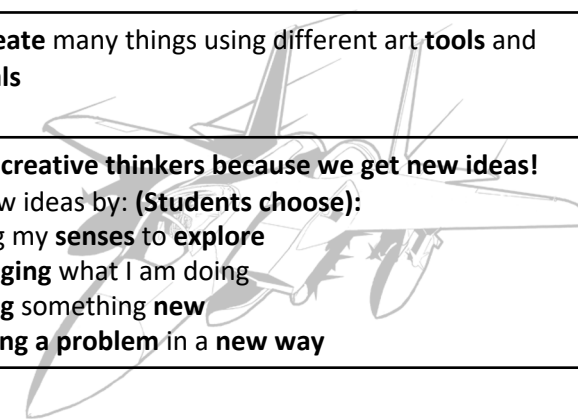 eate many things using different art tools and
ls
creative thinkers because we get new ideas!
w ideas by: (Students choose):
g my senses to explore
ging what I am doing
g something new
ng a problem in a new way